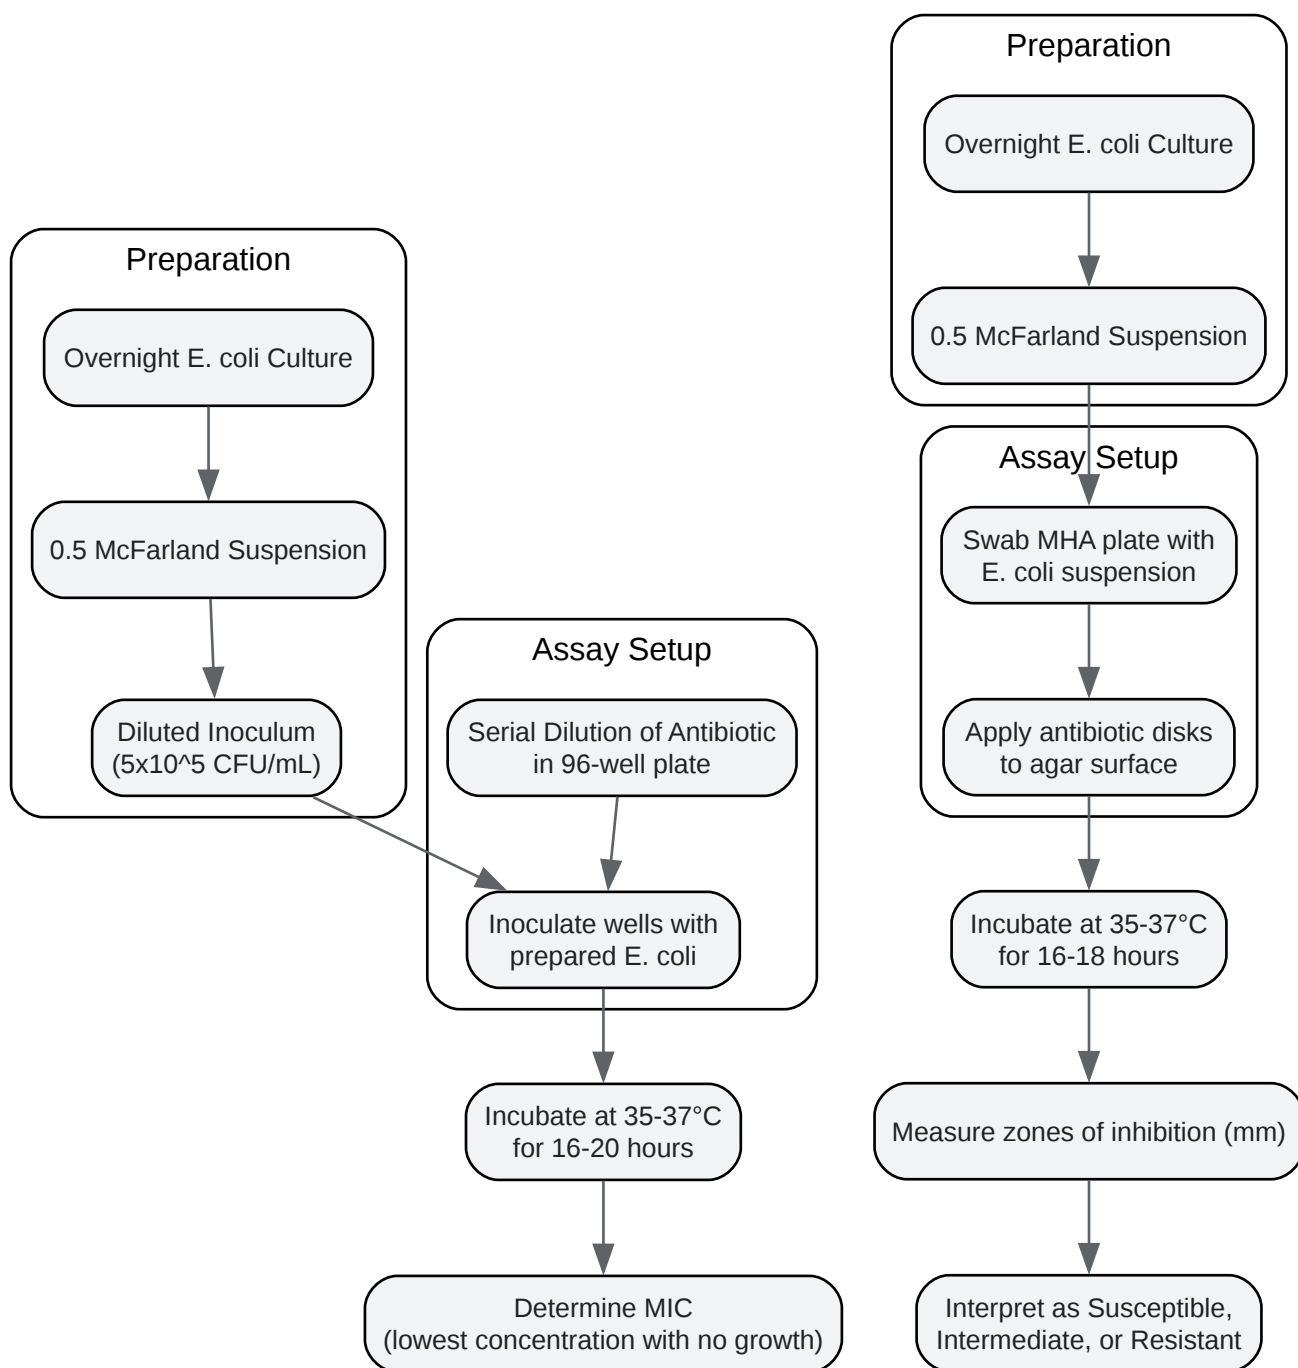 Preparation
Overnight E. coli Culture
0.5 McFarland Suspension
Diluted Inoculum
(5x10^5 CFU/mL)
Assay Setup
Serial Dilution of Antibiotic
in 96-well plate
Inoculate wells with
prepared E. coli
Incubate at 35-37°C
for 16-20 hours
Determine MIC
(lowest concentration with no growth)
Preparation
Overnight E. coli Culture
0.5 McFarland Suspension
Assay Setup
Swab MHA plate with
E. coli suspension
Apply antibiotic disks
to agar surface
Incubate at 35-37°C
for 16-18 hours
Measure zones of inhibition (mm)
Interpret as Susceptible,
Intermediate, or Resistant